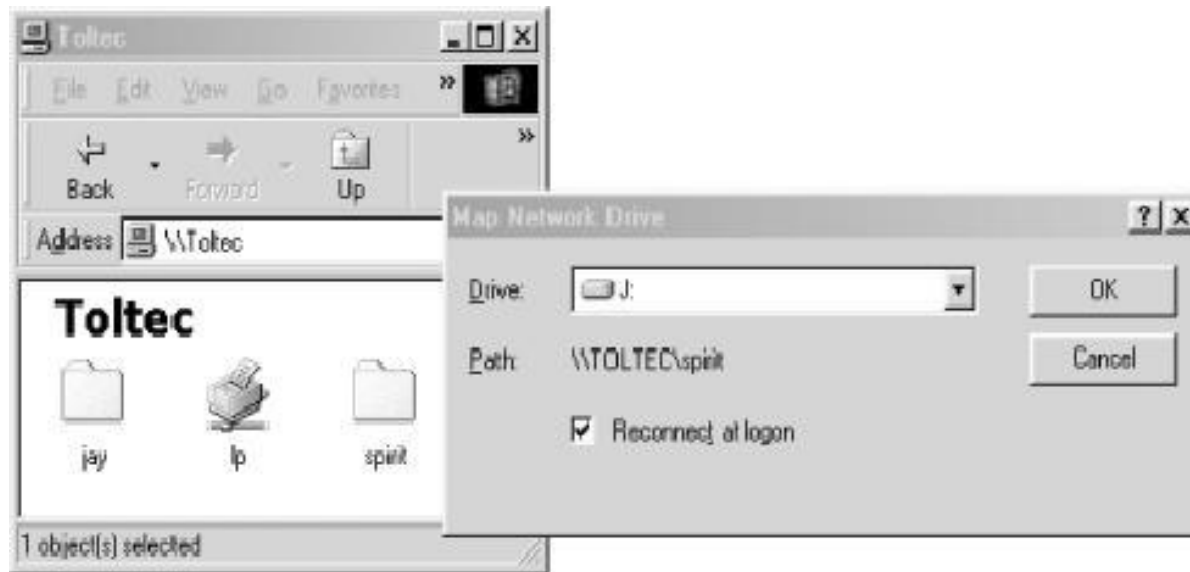 Toltec
File Edit View Go Favorites »
»
Back Forward Up
Address \\Toltec
Toltec
jay lp spirit
1 object(s) selected
Map Network Drive
Drive: J: OK
Path: \\TOLTEC\spirit Cancel
Reconnect at logon